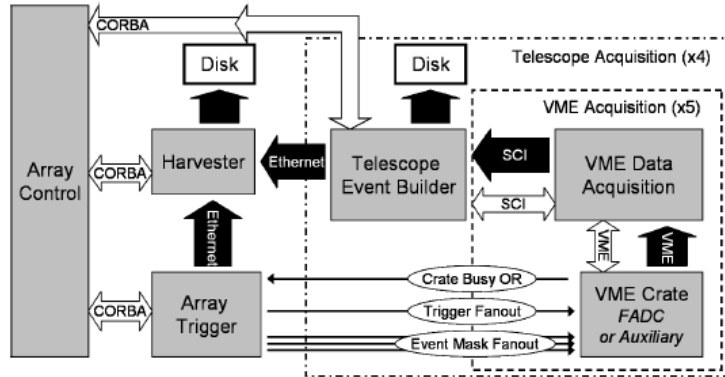 CORBA
Disk
Disk
Telescope Acquisition (x4)
VME Acquisition (x5)
Array
Control
CORBA
Harvester
Ethernet
Telescope
Event Builder
SCI
SCI
VME Data
Acquisition
Ethernet
VME
VME
CORBA
Array
Trigger
Crate Busy OR
Trigger Fanout
Event Mask Fanout
VME Crate
FADC
or Auxiliary